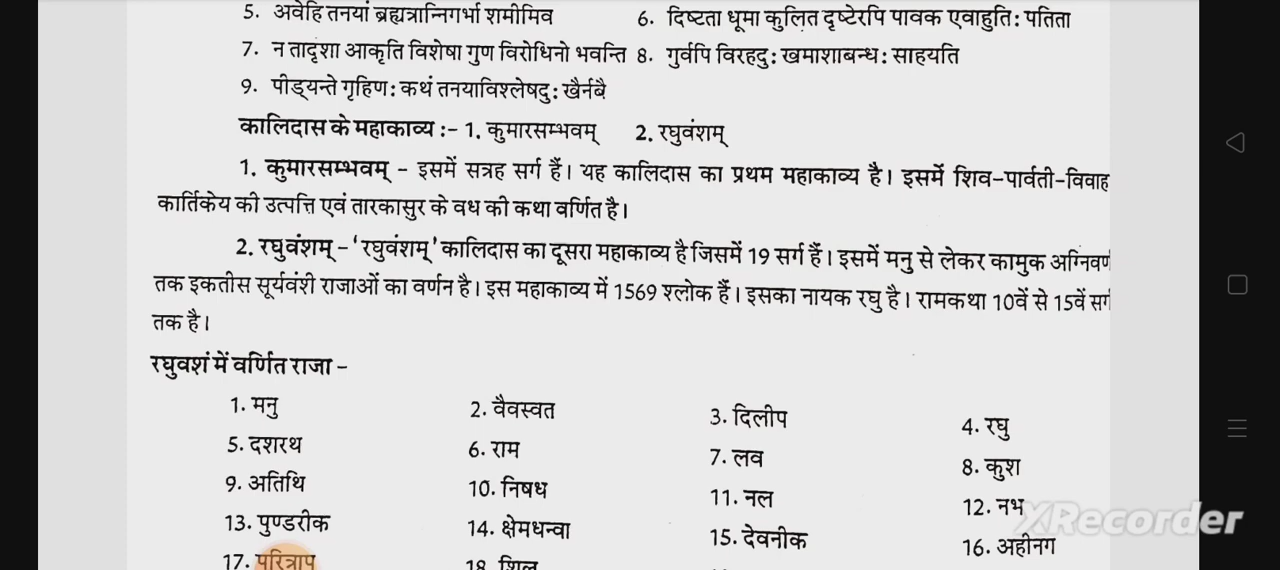 5. अवेहि तनयां ब्रह्यत्रान्निगर्भा शमीमिव 6. दिष्टता धूमा कुलित दृष्टेरपि पावक एवाहुति: पतिता
7. न तादृशा आकृति विशेषा गुण विरोधिनो भवन्ति 8. गुर्वपि विरहदु: खमाशाबन्ध: साहयति
9. पीड्यन्ते गृहिण: कथं तनयाविश्लेषदु: खैर्नबै
कालिदास के महाकाव्य :- 1. कुमारसम्भवम् 2. रघुवंशम्
1. कुमारसम्भवम् - इसमें सत्रह सर्ग हैं। यह कालिदास का प्रथम महाकाव्य है। इसमें शिव-पार्वती-विवाह
कार्तिकेय की उत्पत्ति एवं तारकासुर के वध की कथा वर्णित है।
2. रघुवंशम् - 'रघुवंशम्' कालिदास का दूसरा महाकाव्य है जिसमें 19 सर्ग हैं। इसमें मनु से लेकर कामुक अग्निवर्ण
तक इकतीस सूर्यवंशी राजाओं का वर्णन है। इस महाकाव्य में 1569 श्लोक हैं। इसका नायक रघु है। रामकथा 10वें से 15वें सर्ग
तक है।
रघुवशं में वर्णित राजा -
1. मनु 2. वैवस्वत 3. दिलीप 4. रघु
5. दशरथ 6. राम 7. लव 8. कुश
9. अतिथि 10. निषध 11. नल 12. नभ
13. पुण्डरीक 14. क्षेमधन्वा 15. देवनीक 16. अहीनग
17. परित्राप 18. शिल
XRecorder